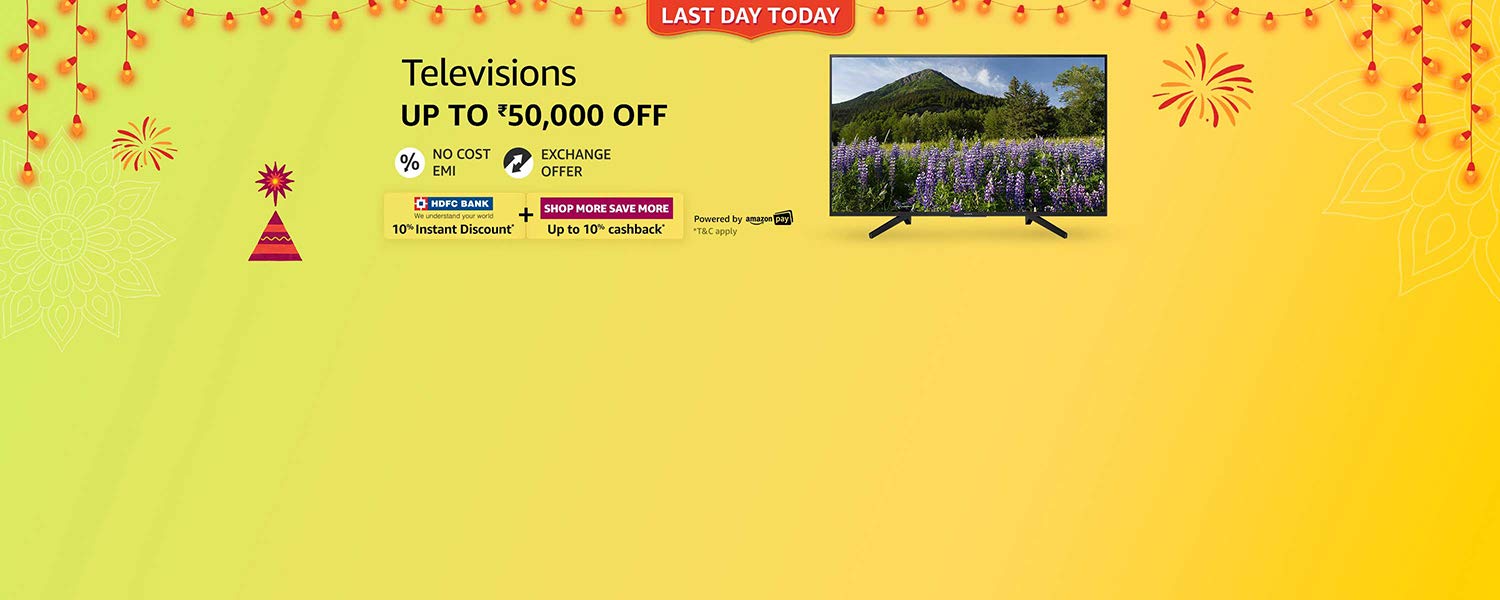 LAST DAY TODAY
Televisions
UP TO ₹50,000 OFF
% NO COST
EMI
EXCHANGE
OFFER
HDFC BANK
We understand your world
10% Instant Discount*
+
SHOP MORE SAVE MORE
Up to 10% cashback*
Powered by amazon pay
*T&C apply
SONY